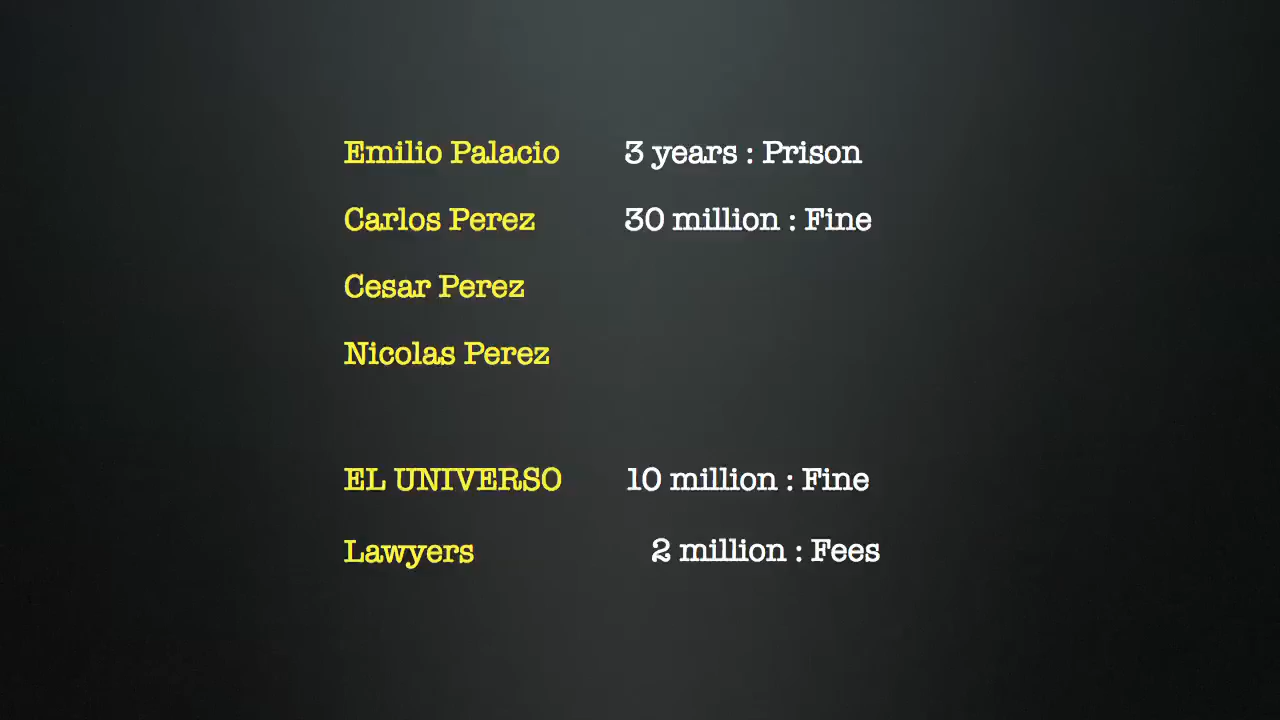 Emilio Palacio 3 years : Prison
Carlos Perez 30 million : Fine
Cesar Perez
Nicolas Perez
EL UNIVERSO 10 million : Fine
Lawyers 2 million : Fees